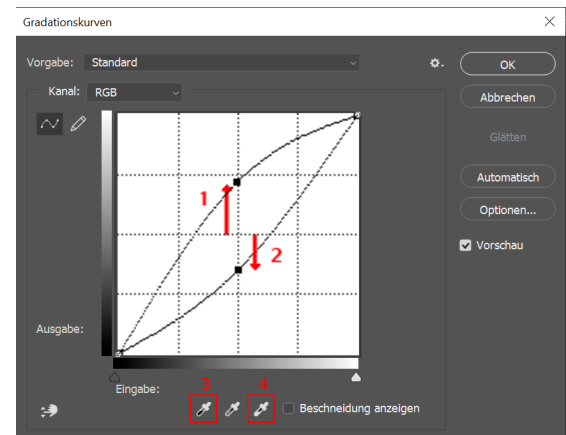 Gradationskurven
Vorgabe: Standard
OK
Kanal: RGB
Abbrechen
Glätten
Automatisch
Optionen...
Vorschau
1
2
Ausgabe:
Eingabe:
3
4
Beschneidung anzeigen